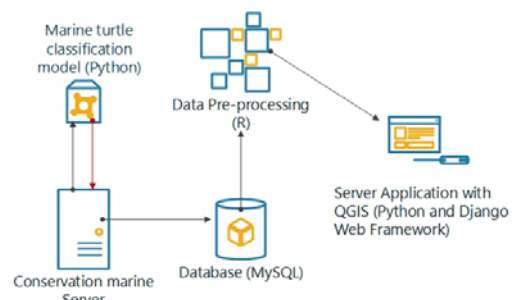 Marine turtle
classification
model (Python)
Data Pre-processing
(R)
Server Application with
QGIS (Python and Django
Web Framework)
Database (MySQL)
Conservation marine
Server